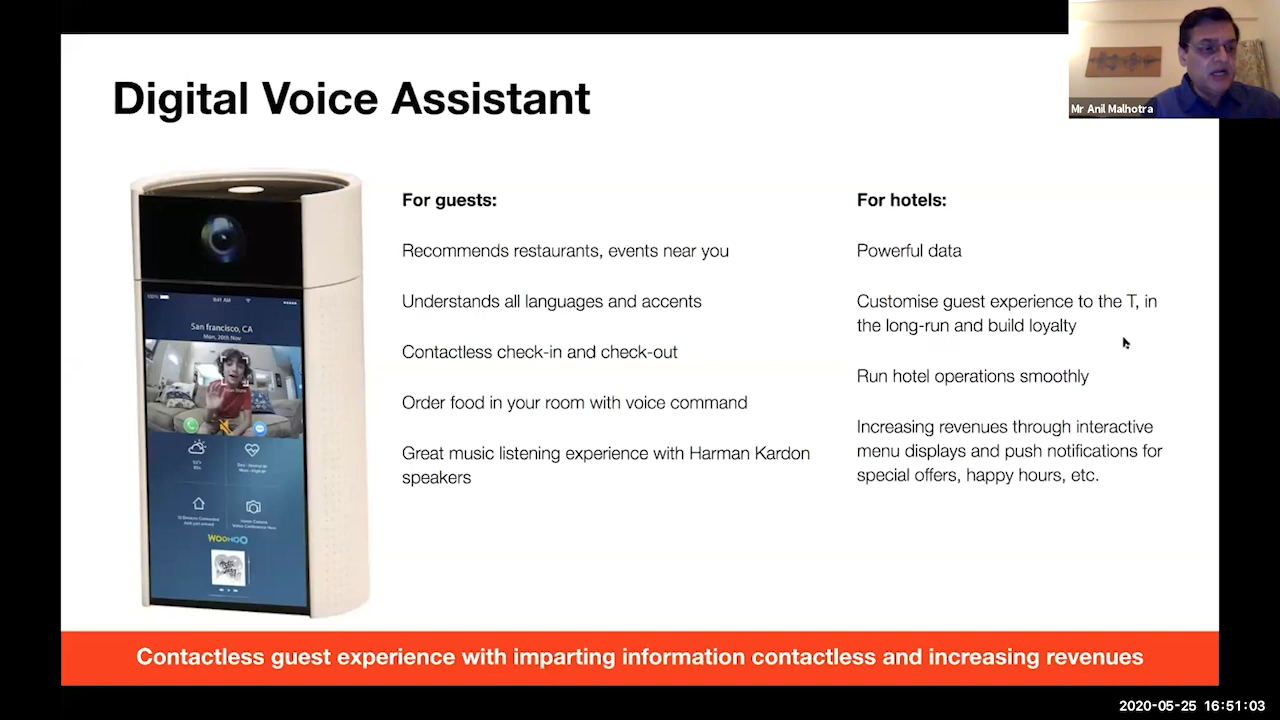 Digital Voice Assistant
Mr Anil Malhotra
For guests:
Recommends restaurants, events near you
Understands all languages and accents
Contactless check-in and check-out
Order food in your room with voice command
Great music listening experience with Harman Kardon
speakers
For hotels:
Powerful data
Customise guest experience to the T, in
the long-run and build loyalty
Run hotel operations smoothly
Increasing revenues through interactive
menu displays and push notifications for
special offers, happy hours, etc.
100%
9:41 AM
San francisco, CA
Mon, 20th Nov
WOOHOO
Contactless guest experience with imparting information contactless and increasing revenues
2020-05-25 16:51:03